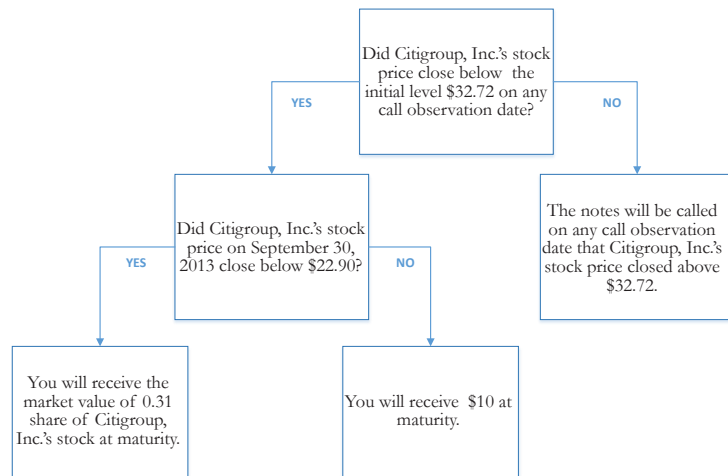 Did Citigroup, Inc.'s stock
price close below the
initial level $32.72 on any
call observation date?
YES
NO
Did Citigroup, Inc.'s stock
price on September 30,
2013 close below $22.90?
The notes will be called
on any call observation
date that Citigroup, Inc.'s
stock price closed above
$32.72.
YES
NO
You will receive the
market value of 0.31
share of Citigroup,
Inc.'s stock at maturity.
You will receive $10 at
maturity.